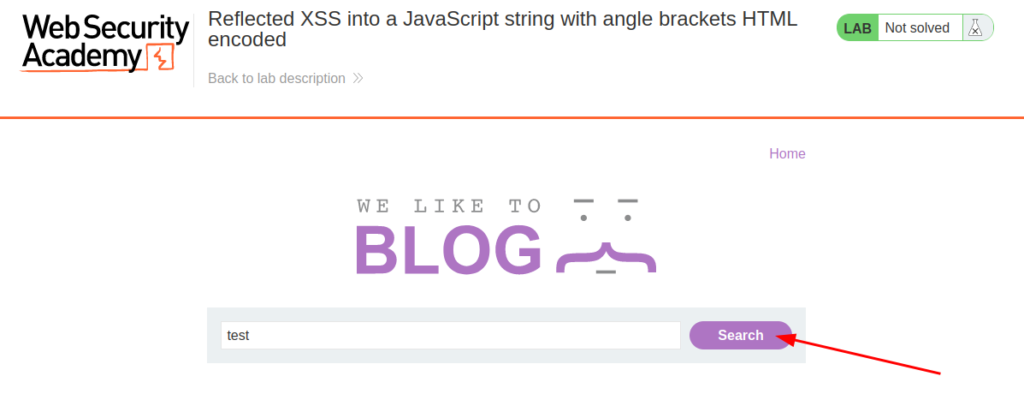 Web Security
Academy
Reflected XSS into a JavaScript string with angle brackets HTML
encoded
Back to lab description
LAB Not solved
Home
WE LIKE TO
BLOG
test
Search